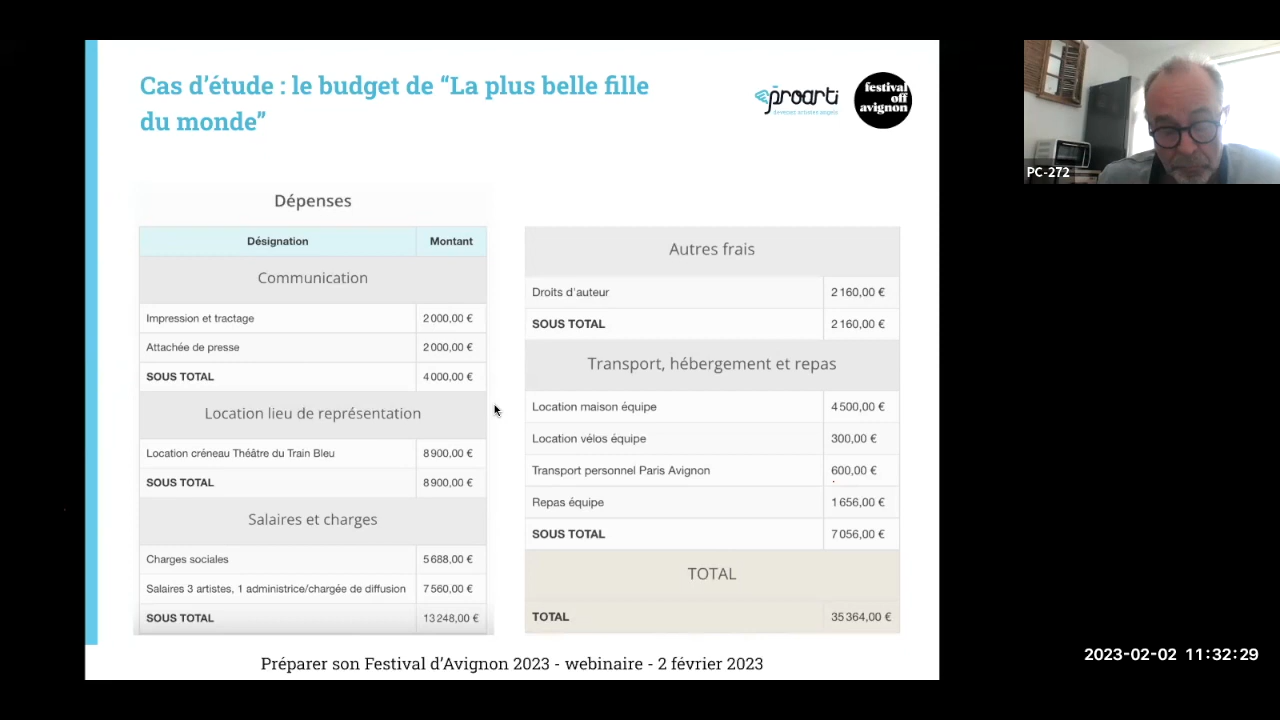 Cas d'étude : le budget de “La plus belle fille
du monde”
proarti
festival
off
avignon
PC-272
Dépenses
Désignation Montant
Communication
Impression et tractage 2 000,00 €
Attachée de presse 2 000,00 €
SOUS TOTAL 4 000,00 €
Location lieu de représentation
Location créneau Théâtre du Train Bleu 8 900,00 €
SOUS TOTAL 8 900,00 €
Salaires et charges
Charges sociales 5 688,00 €
Salaires 3 artistes, 1 administrice/chargée de diffusion 7 560,00 €
SOUS TOTAL 13 248,00 €
Autres frais
Droits d'auteur 2 160,00 €
SOUS TOTAL 2 160,00 €
Transport, hébergement et repas
Location maison équipe 4 500,00 €
Location vélos équipe 300,00 €
Transport personnel Paris Avignon 600,00 €
Repas équipe 1 656,00 €
SOUS TOTAL 7 056,00 €
TOTAL
TOTAL 35 364,00 €
Préparer son Festival d'Avignon 2023 - webinaire - 2 février 2023
2023-02-02 11:32:29